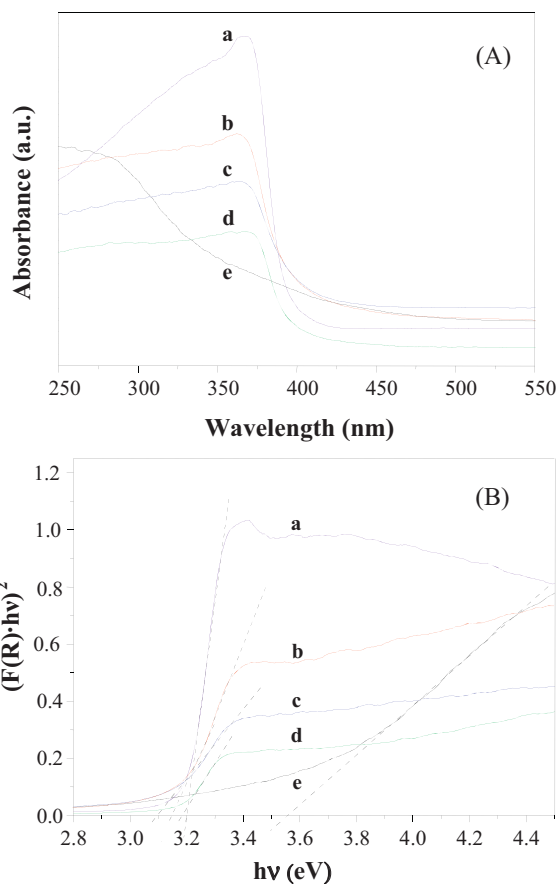 (A)
a
b
c
d
e
Absorbance (a.u.)
250 300 350 400 450 500 550
Wavelength (nm)
(B)
1.2
1.0
0.8
0.6
0.4
0.2
0.0
a
b
c
d
e
(F(R)·hν)²
2.8 3.0 3.2 3.4 3.6 3.8 4.0 4.2 4.4
hν (eV)